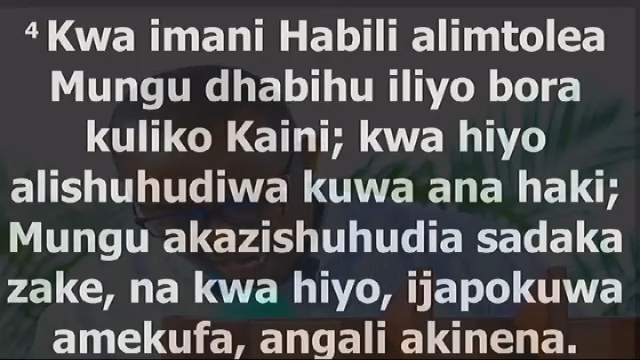 4 Kwa imani Habili alimtolea
Mungu dhabihu iliyo bora
kuliko Kaini; kwa hiyo
alishuhudiwa kuwa ana haki;
Mungu akazishuhudia sadaka
zake, na kwa hiyo, ijapokuwa
amekufa, angali akinena.